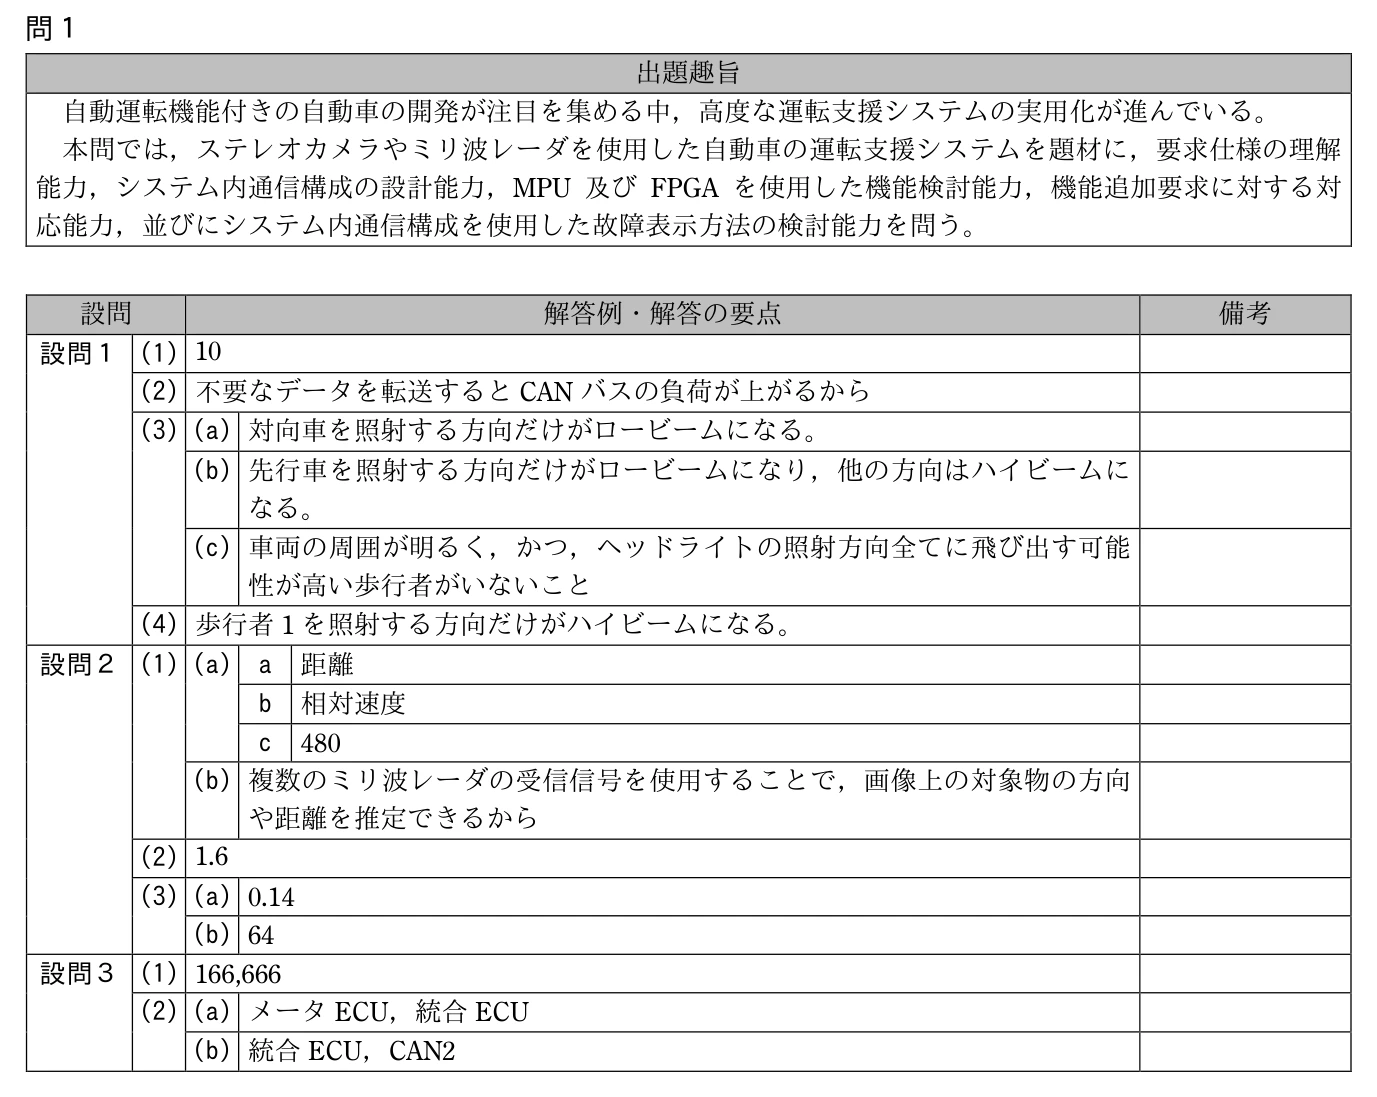 問1
出題趣旨
自動運転機能付きの自動車の開発が注目を集める中，高度な運転支援システムの実用化が進んでいる。
本問では，ステレオカメラやミリ波レーダを使用した自動車の運転支援システムを題材に，要求仕様の理解
能力，システム内通信構成の設計能力，MPU 及び FPGA を使用した機能検討能力，機能追加要求に対する対
応能力，並びにシステム内通信構成を使用した故障表示方法の検討能力を問う。
設問 解答例・解答の要点 備考
設問1 (1) 10
(2) 不要なデータを転送すると CAN バスの負荷が上がるから
(3) (a) 対向車を照射する方向だけがロービームになる。
(b) 先行車を照射する方向だけがロービームになり，他の方向はハイビームに
なる。
(c) 車両の周囲が明るく，かつ，ヘッドライトの照射方向全てに飛び出す可能
性が高い歩行者がいないこと
(4) 歩行者 1 を照射する方向だけがハイビームになる。
設問2 (1) (a) a 距離
b 相対速度
c 480
(b) 複数のミリ波レーダの受信信号を使用することで，画像上の対象物の方向
や距離を推定できるから
(2) 1.6
(3) (a) 0.14
(b) 64
設問3 (1) 166,666
(2) (a) メータ ECU，統合 ECU
(b) 統合 ECU，CAN2